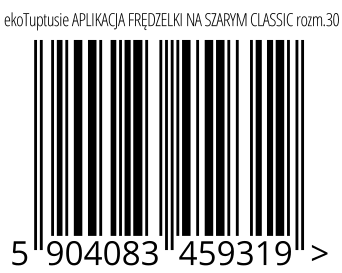 ekoTuptusie APLIKACJA FRĘDZELKI NA SZARYM CLASSIC rozm.30
5 904083 459319 >